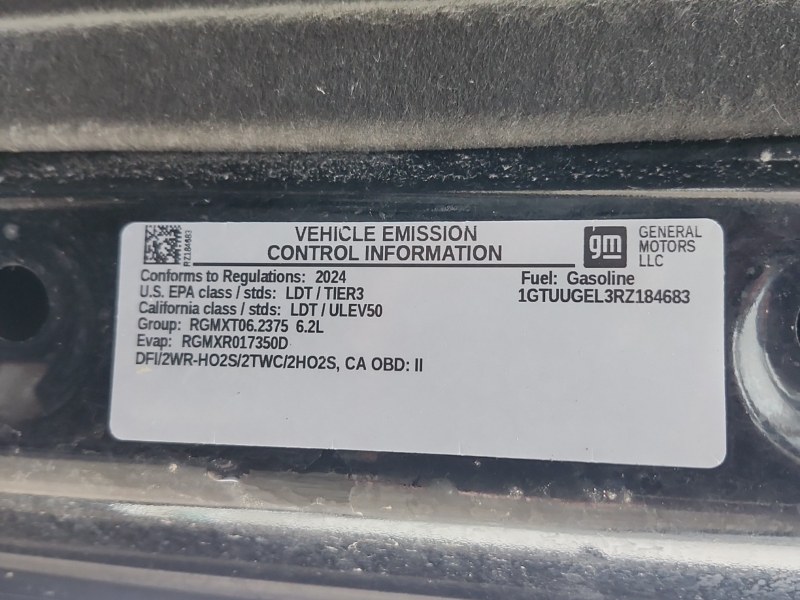 RZ184683
VEHICLE EMISSION
CONTROL INFORMATION
gm
GENERAL
MOTORS
LLC
Conforms to Regulations: 2024
U.S. EPA class / stds: LDT / TIER3
California class / stds: LDT / ULEV50
Group: RGMXT06.2375 6.2L
Evap: RGMXR017350D
DFI/2WR-HO2S/2TWC/2HO2S, CA OBD: II
Fuel: Gasoline
1GTUUGEL3RZ184683